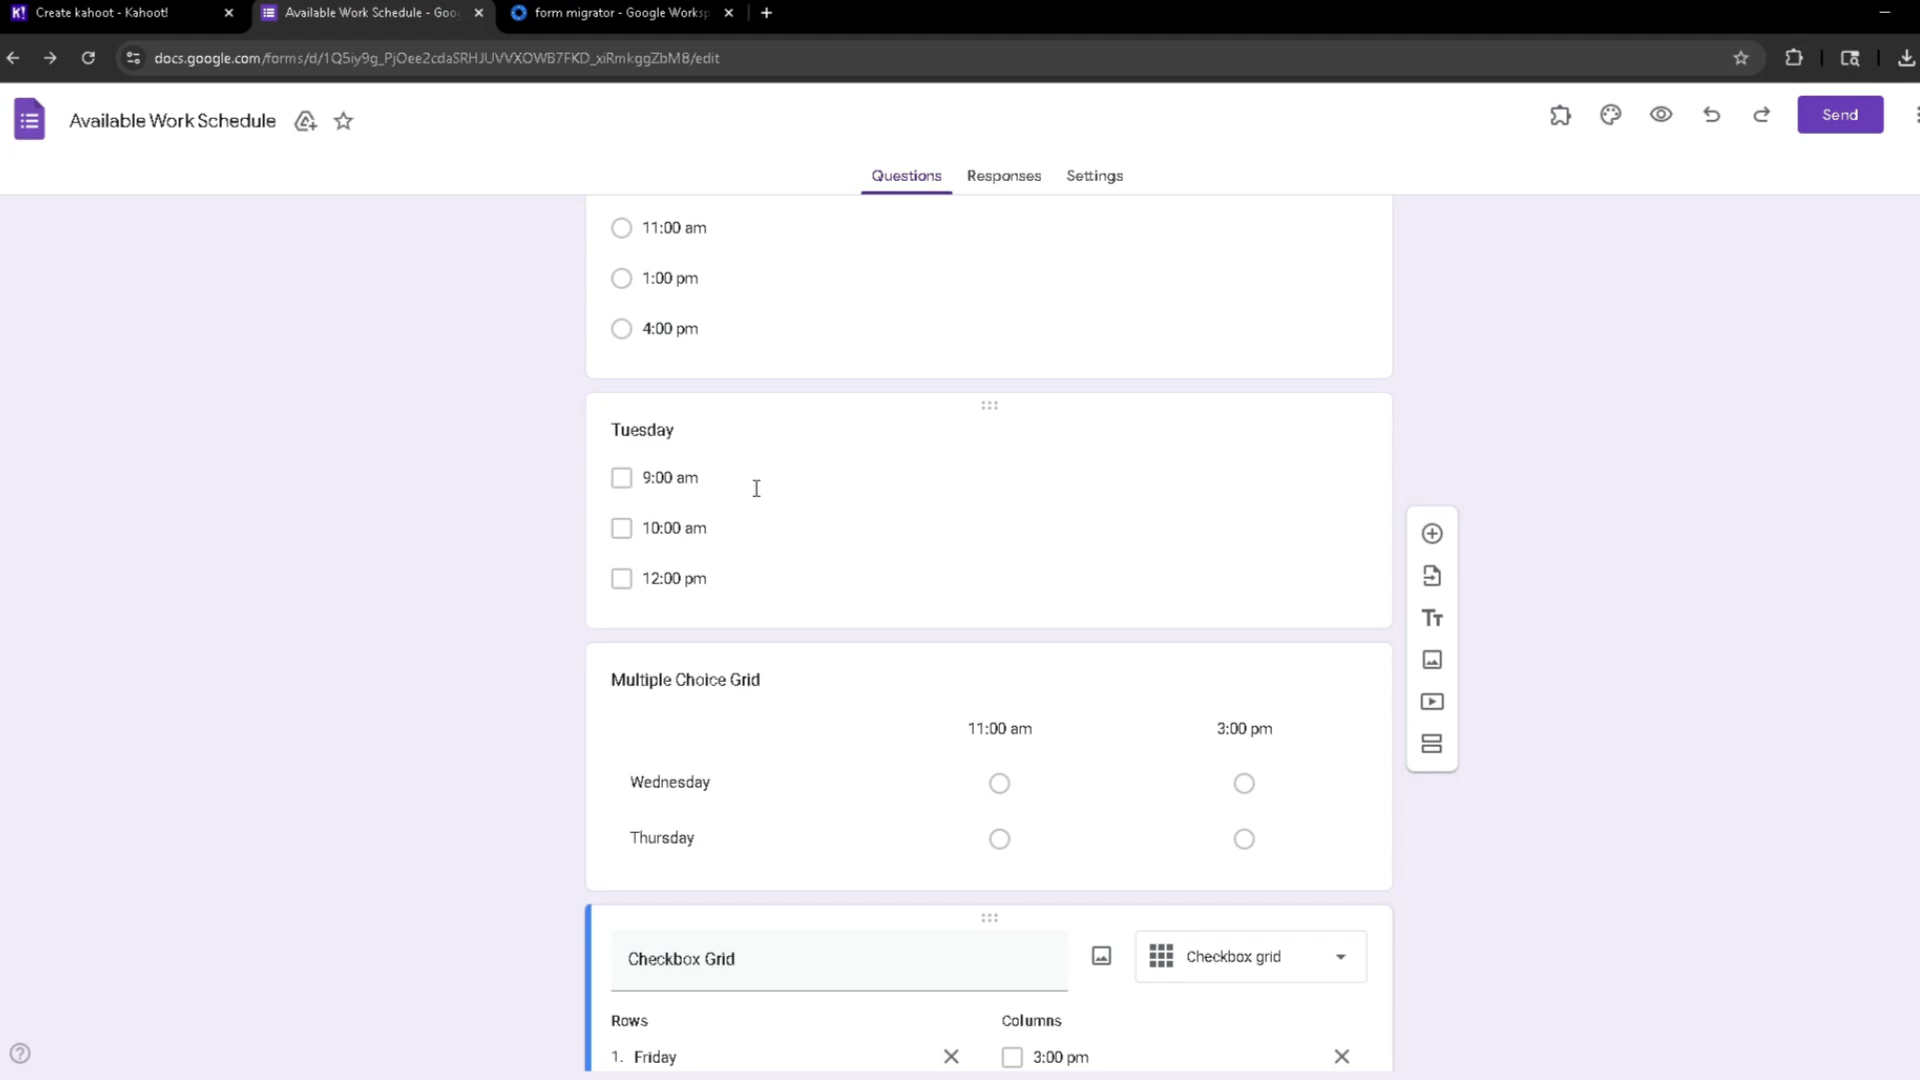 Create kahoot - Kahoot!
Available Work Schedule - Goo
form migrator - Google Worksp
docs.google.com/forms/d/1Q5iy9g_PjOee2cdaSRHJUVVXOWB7FKD_xiRmkggZbM8/edit
Available Work Schedule
Send
Questions Responses Settings
11:00 am
1:00 pm
4:00 pm
Tuesday
9:00 am
10:00 am
12:00 pm
Multiple Choice Grid
11:00 am 3:00 pm
Wednesday
Thursday
Checkbox Grid
Checkbox grid
Rows Columns
1. Friday
3:00 pm